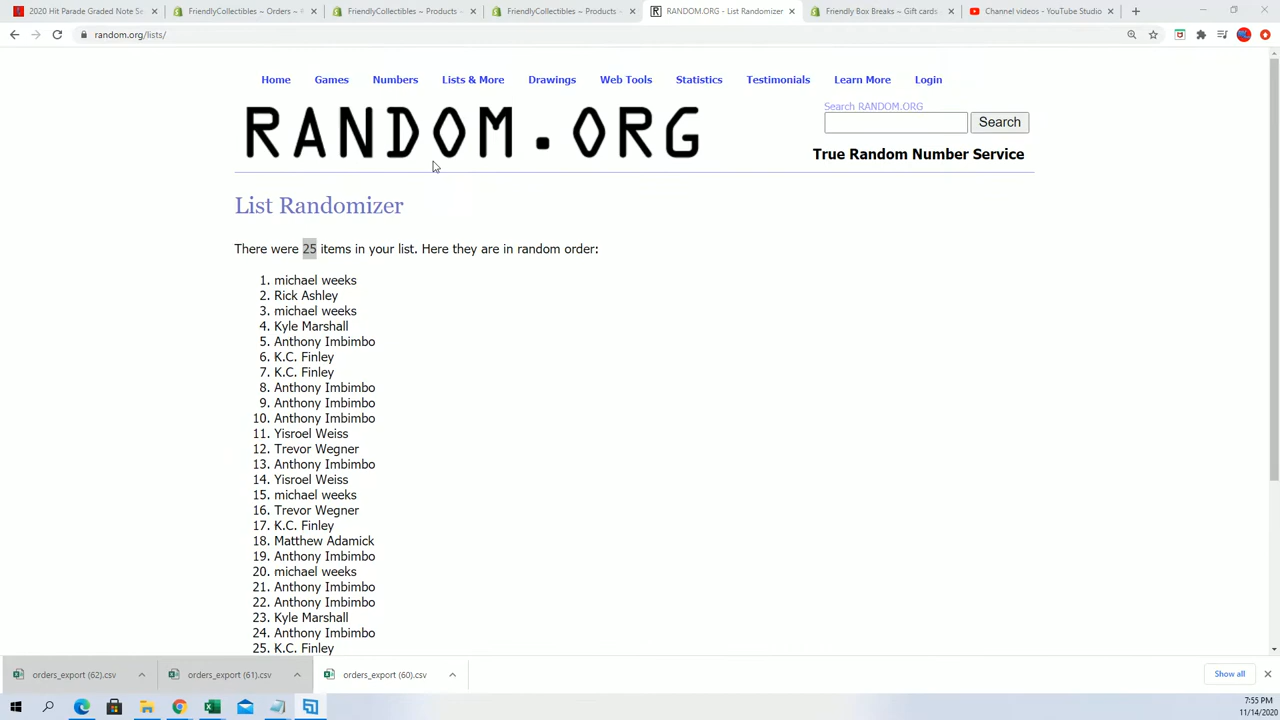 2020 Hit Parade Graded Note Se
FriendlyCollectibles ~ Orders ~
FriendlyCollectibles ~ Products ~
FriendlyCollectibles ~ Products ~
RANDOM.ORG - List Randomizer
Friendly Box Breaks ~ Gift cards
Channel videos - YouTube Studio
random.org/lists/
Home Games Numbers Lists & More Drawings Web Tools Statistics Testimonials Learn More Login
RANDOM.ORG
Search RANDOM.ORG
Search
True Random Number Service
List Randomizer
There were 25 items in your list. Here they are in random order:
1. michael weeks
2. Rick Ashley
3. michael weeks
4. Kyle Marshall
5. Anthony Imbimbo
6. K.C. Finley
7. K.C. Finley
8. Anthony Imbimbo
9. Anthony Imbimbo
10. Anthony Imbimbo
11. Yisroel Weiss
12. Trevor Wegner
13. Anthony Imbimbo
14. Yisroel Weiss
15. michael weeks
16. Trevor Wegner
17. K.C. Finley
18. Matthew Adamick
19. Anthony Imbimbo
20. michael weeks
21. Anthony Imbimbo
22. Anthony Imbimbo
23. Kyle Marshall
24. Anthony Imbimbo
25. K.C. Finley
orders_export (62).csv
orders_export (61).csv
orders_export (60).csv
Show all
7:55 PM
11/14/2020